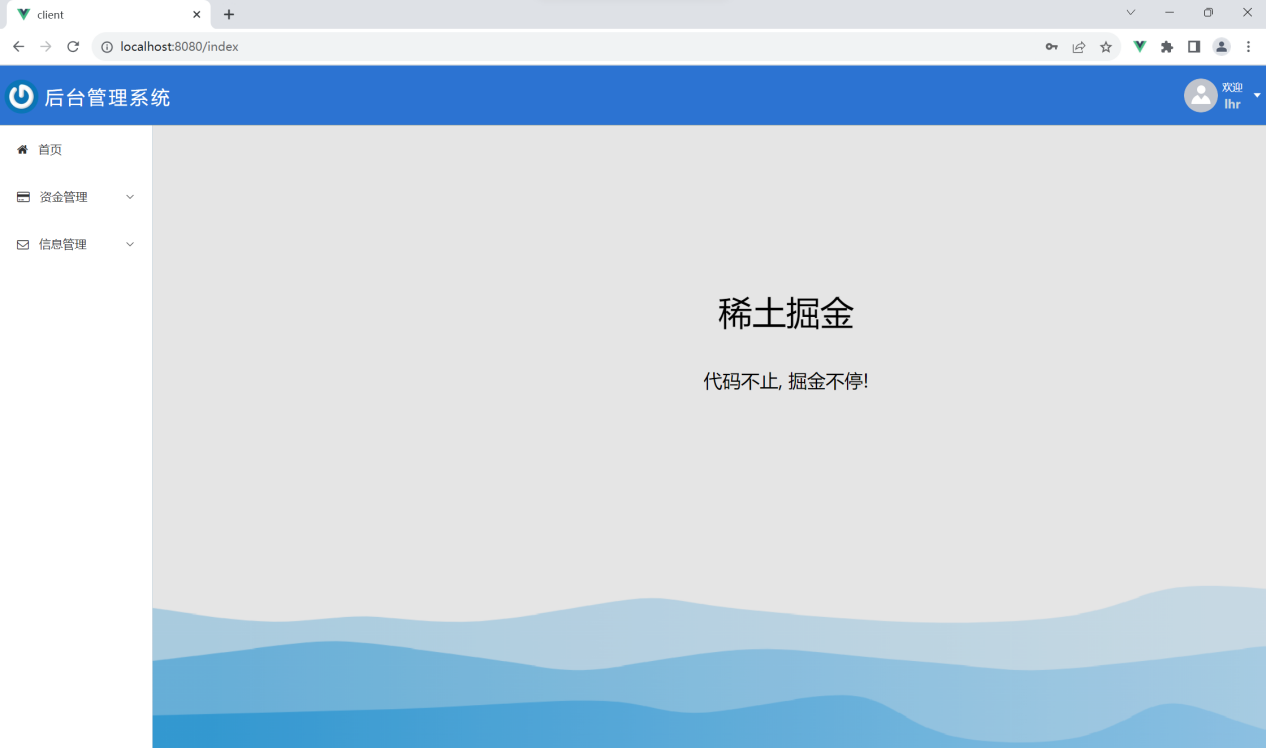 client
localhost:8080/index
后台管理系统
欢迎
lhr
首页
资金管理
信息管理
稀土掘金
代码不止, 掘金不停!